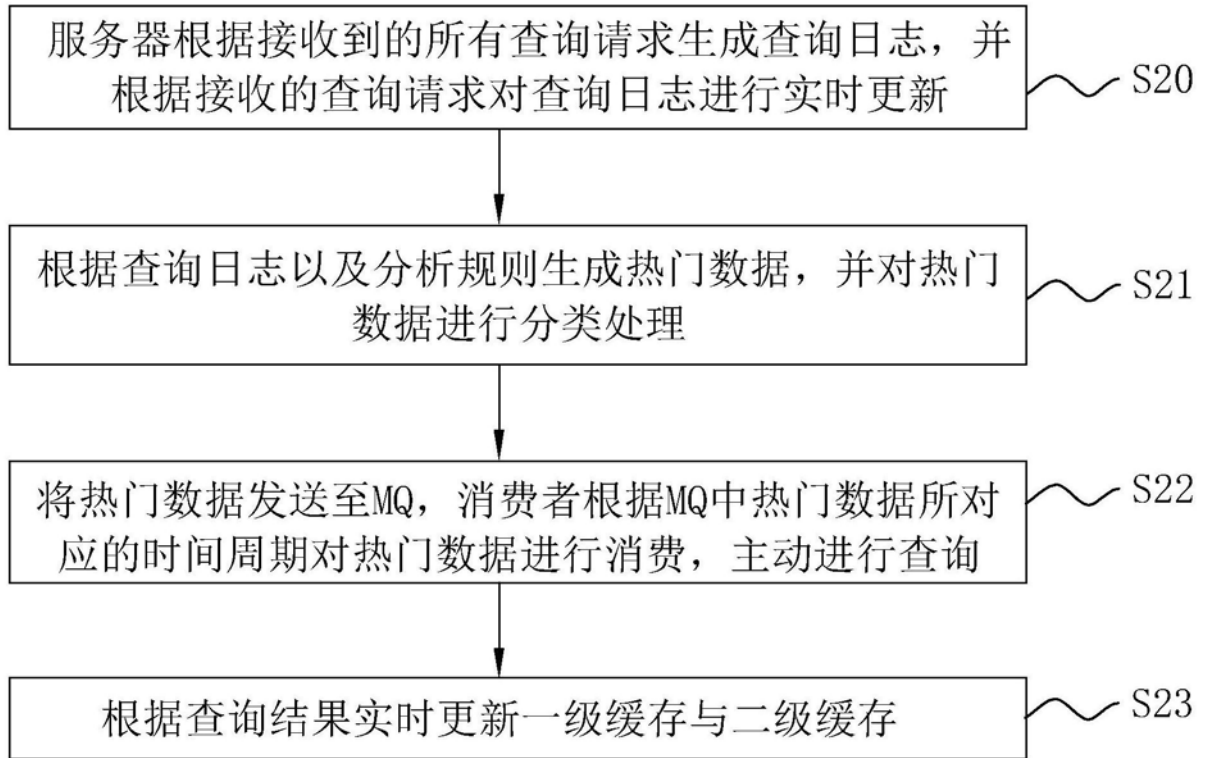 服务器根据接收到的所有查询请求生成查询日志，并
根据接收的查询请求对查询日志进行实时更新
S20
根据查询日志以及分析规则生成热门数据，并对热门
数据进行分类处理
S21
将热门数据发送至MQ，消费者根据MQ中热门数据所对
应的时间周期对热门数据进行消费，主动进行查询
S22
根据查询结果实时更新一级缓存与二级缓存
S23